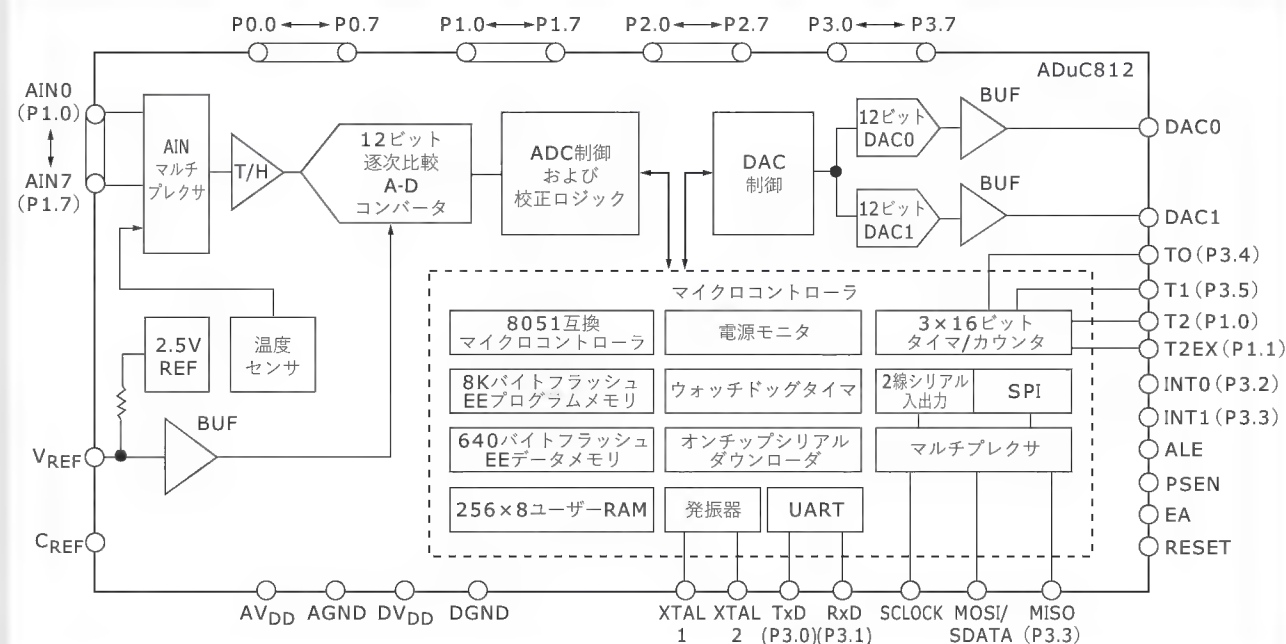 P0.0 ←→ P0.7
P1.0 ←→ P1.7
P2.0 ←→ P2.7
P3.0 ←→ P3.7
ADuC812
AIN0
(P1.0)
AIN7
(P1.7)
AIN
マルチ
プレクサ
T/H
12ビット
逐次比較
A-D
コンバータ
ADC制御
および
校正ロジック
DAC
制御
12ビット
DAC0
BUF
12ビット
DAC1
BUF
DAC0
DAC1
TO(P3.4)
T1(P3.5)
T2(P1.0)
T2EX(P1.1)
INT0(P3.2)
INT1(P3.3)
ALE
PSEN
EA
RESET
2.5V
REF
温度
センサ
BUF
VREF
CREF
マイクロコントローラ
8051互換
マイクロコントローラ
電源モニタ
3×16ビット
タイマ/カウンタ
8Kバイトフラッシュ
EEプログラムメモリ
ウォッチドッグタイマ
2線シリアル
入出力
SPI
640バイトフラッシュ
EEデータメモリ
オンチップシリアル
ダウンローダ
マルチプレクサ
256×8ユーザーRAM
発振器
UART
AVDD
AGND
DVDD
DGND
XTAL
1
XTAL
2
TxD
(P3.0)
RxD
(P3.1)
SCLOCK
MOSI/
SDATA
MISO
(P3.3)